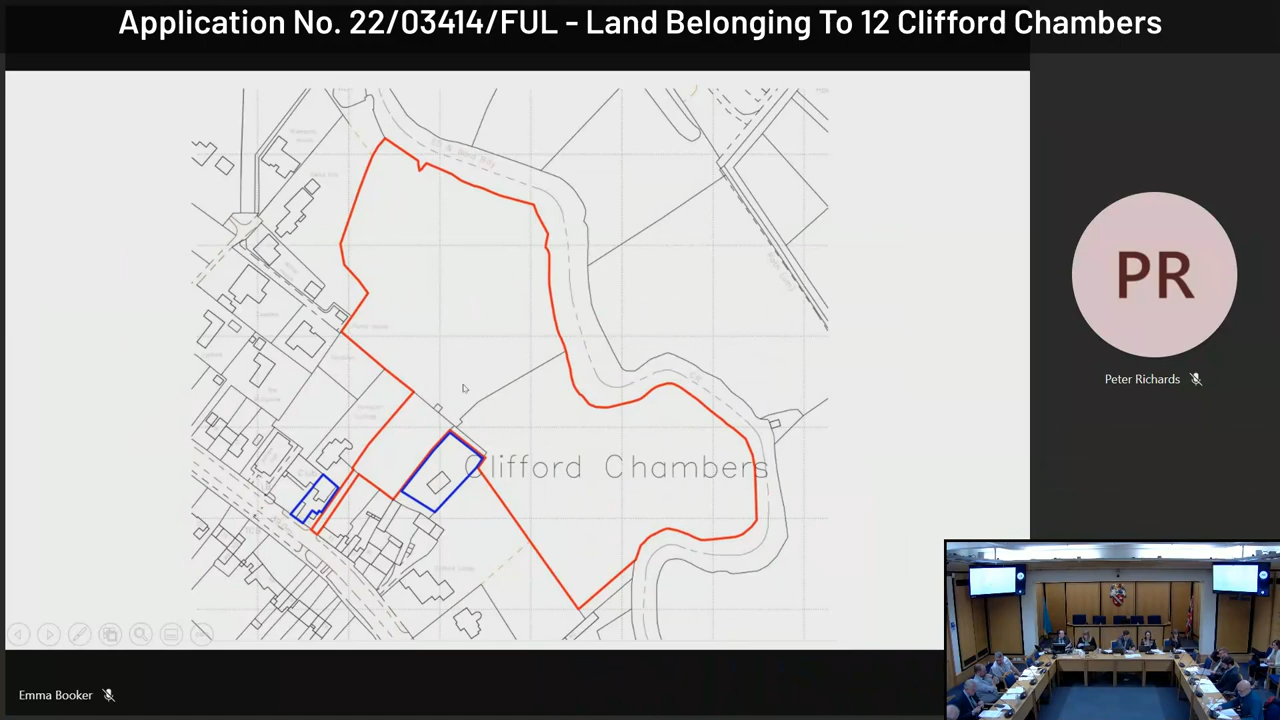 Application No. 22/03414/FUL - Land Belonging To 12 Clifford Chambers
Clifford Chambers
PR
Peter Richards
Emma Booker